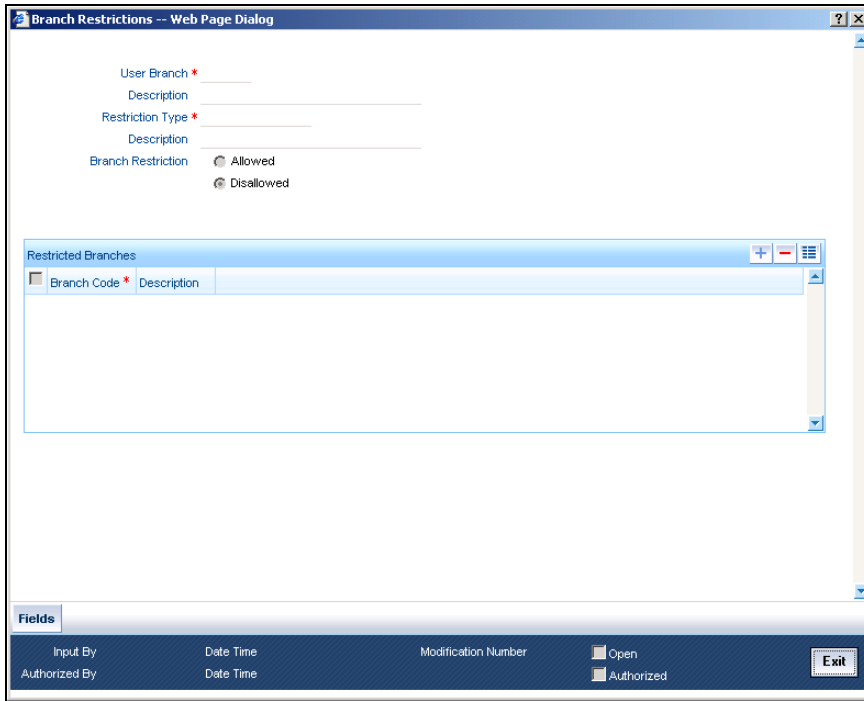 Branch Restrictions -- Web Page Dialog
User Branch *
Description
Restriction Type *
Description
Branch Restriction Allowed
Disallowed
Restricted Branches
Branch Code * Description
Fields
Input By Date Time Modification Number Open
Authorized By Date Time Authorized
Exit